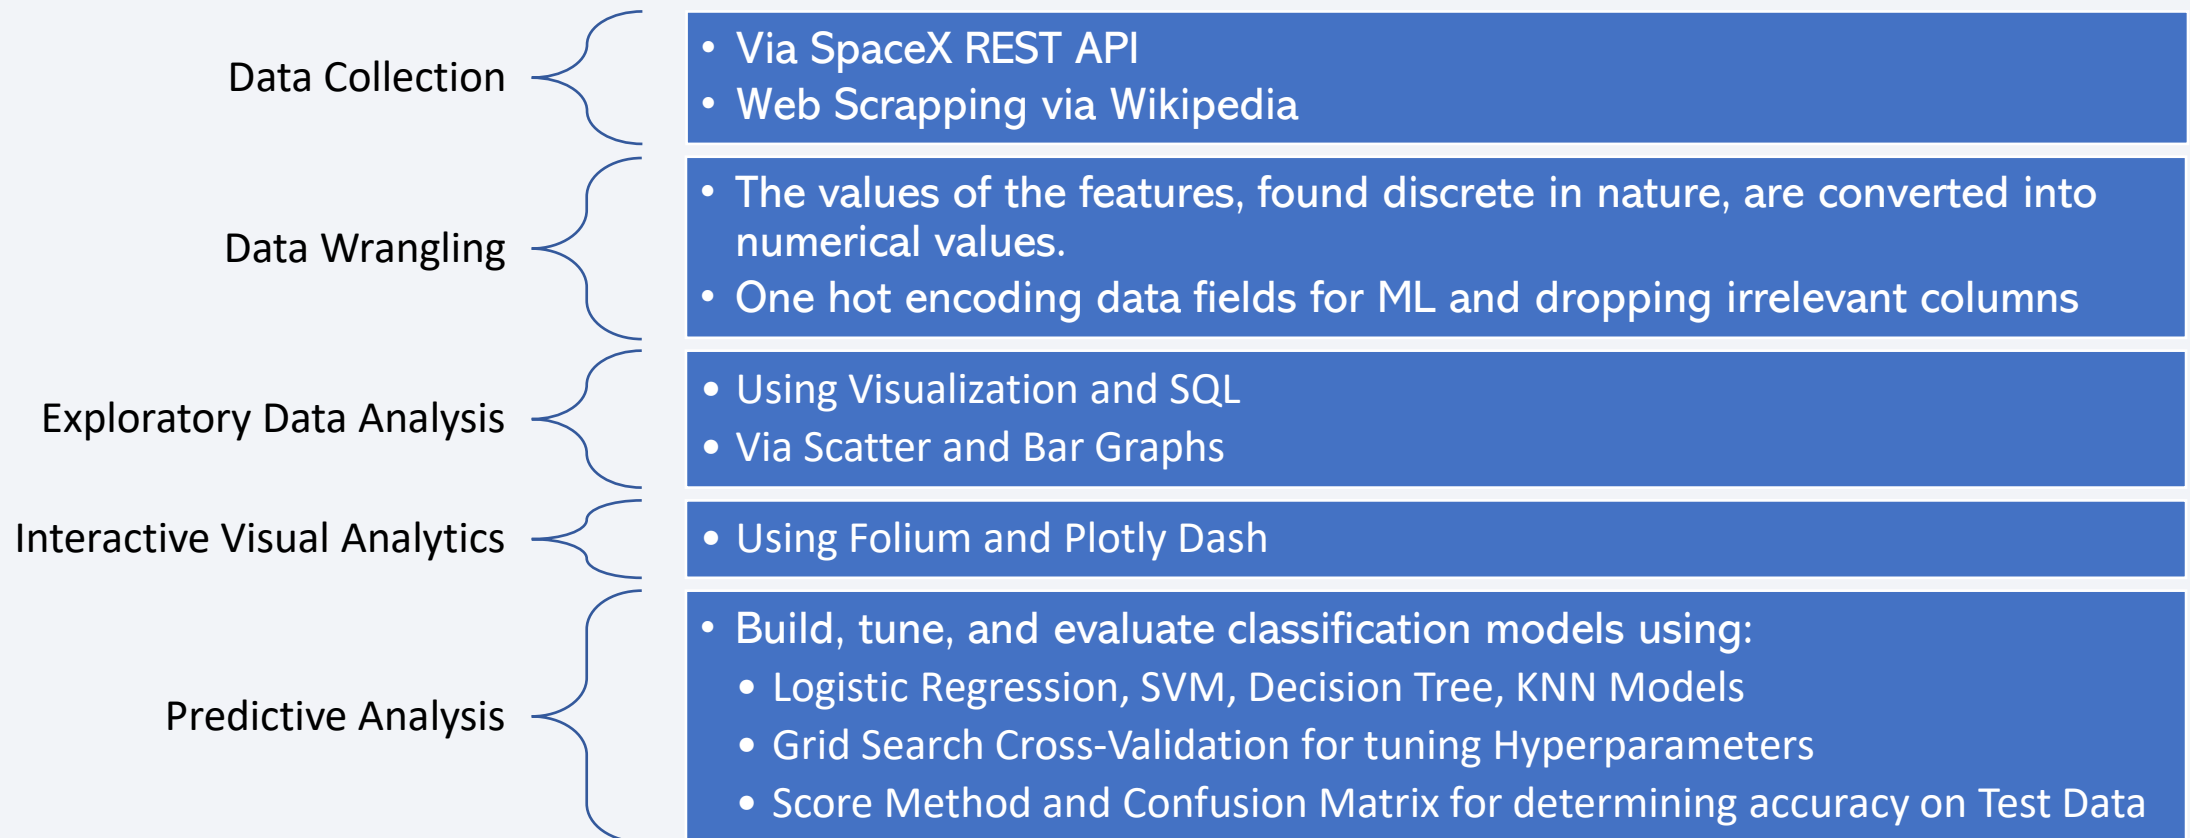 Data Collection
• Via SpaceX REST API
• Web Scrapping via Wikipedia
Data Wrangling
• The values of the features, found discrete in nature, are converted into
numerical values.
• One hot encoding data fields for ML and dropping irrelevant columns
Exploratory Data Analysis
• Using Visualization and SQL
• Via Scatter and Bar Graphs
Interactive Visual Analytics
• Using Folium and Plotly Dash
Predictive Analysis
• Build, tune, and evaluate classification models using:
• Logistic Regression, SVM, Decision Tree, KNN Models
• Grid Search Cross-Validation for tuning Hyperparameters
• Score Method and Confusion Matrix for determining accuracy on Test Data